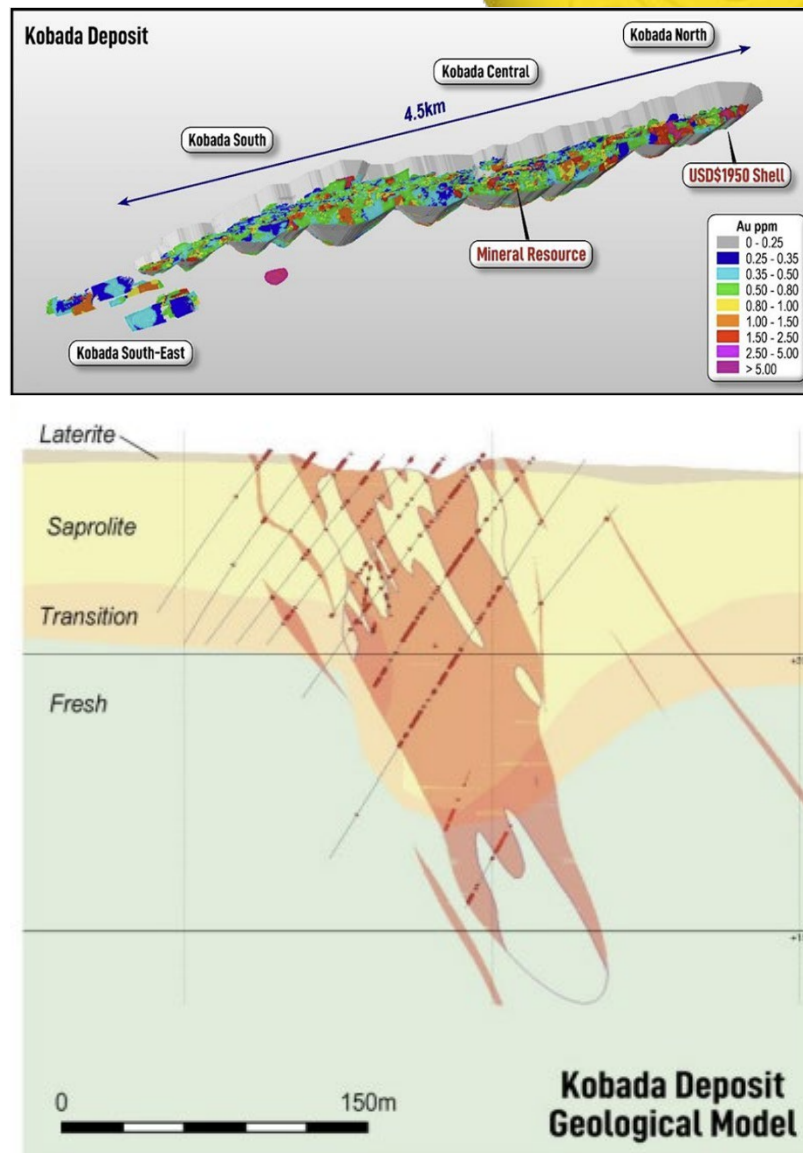 Kobada Deposit
Kobada North
Kobada Central
4.5km
Kobada South
USD$1950 Shell
Mineral Resource
Kobada South-East
Au ppm
0 - 0.25
0.25 - 0.35
0.35 - 0.50
0.50 - 0.80
0.80 - 1.00
1.00 - 1.50
1.50 - 2.50
2.50 - 5.00
> 5.00
Laterite
Saprolite
Transition
Fresh
0
150m
Kobada Deposit
Geological Model